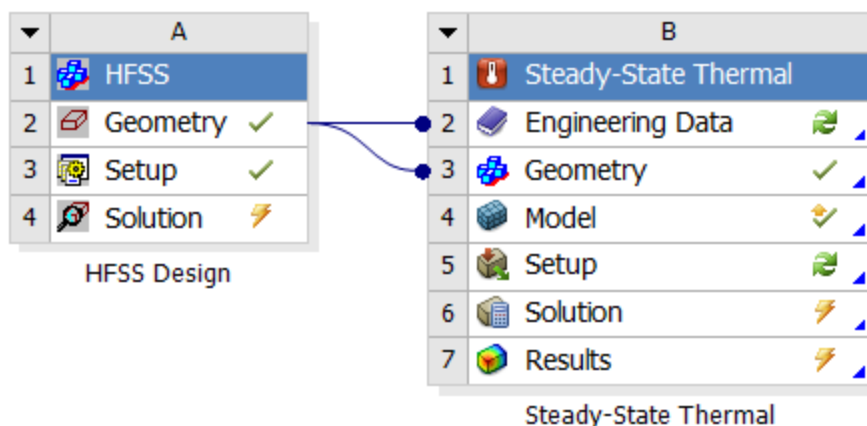 A
1 HFSS
2 Geometry
3 Setup
4 Solution
HFSS Design
B
1 Steady-State Thermal
2 Engineering Data
3 Geometry
4 Model
5 Setup
6 Solution
7 Results
Steady-State Thermal